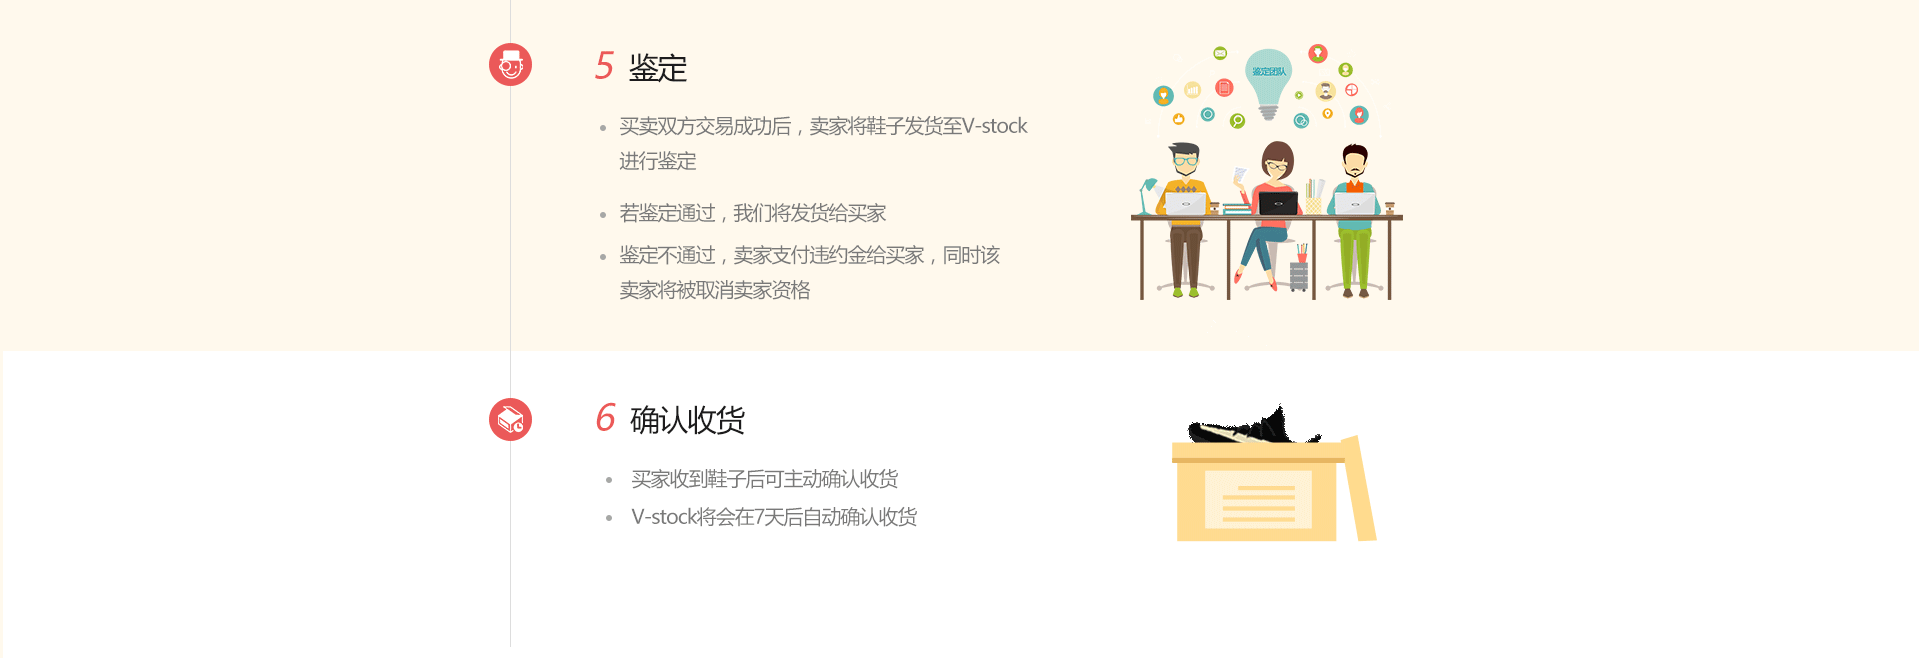 5 鉴定
买卖双方交易成功后，卖家将鞋子发货至V-stock
进行鉴定
若鉴定通过，我们将发货给买家
鉴定不通过，卖家支付违约金给买家，同时该
卖家将被取消卖家资格
鉴定团队
6 确认收货
买家收到鞋子后可主动确认收货
V-stock将会在7天后自动确认收货